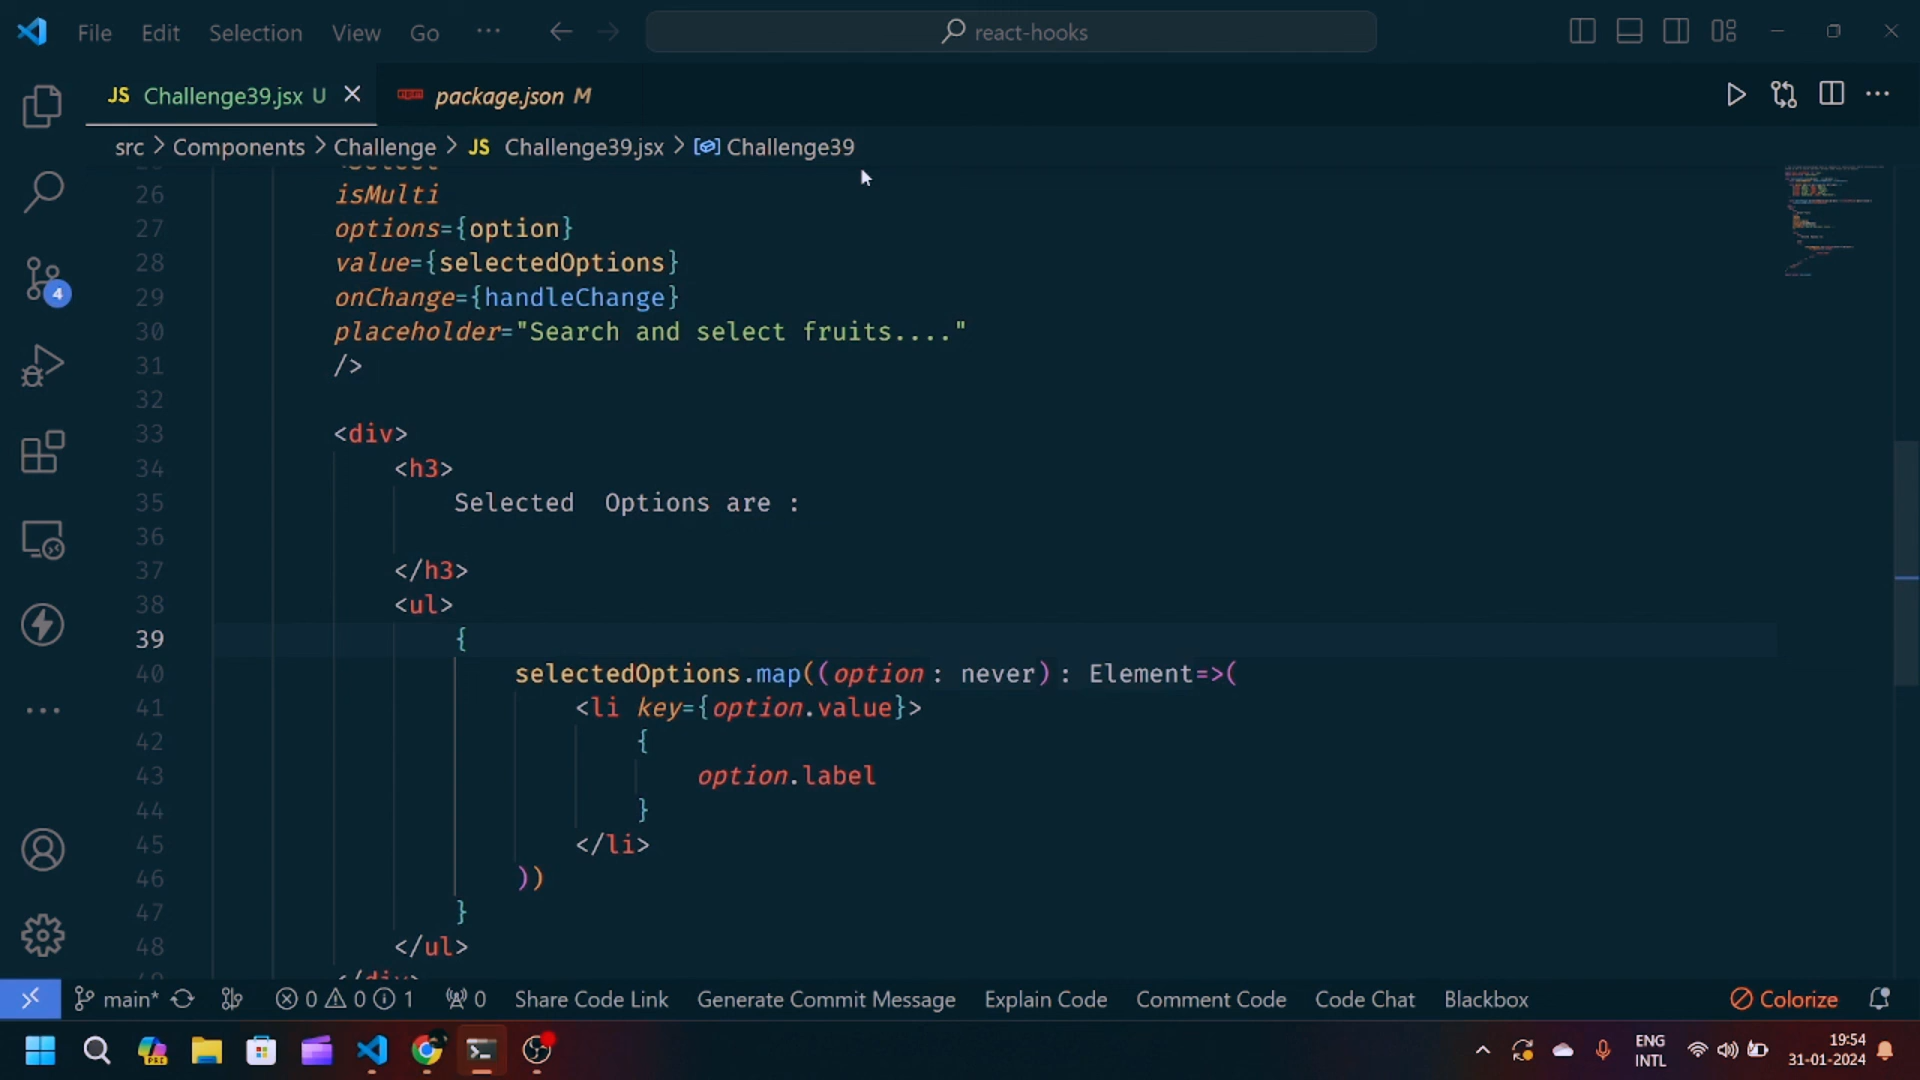 File Edit Selection View Go ··· react-hooks
JS Challenge39.jsx U package.json M
src > Components > Challenge > JS Challenge39.jsx > Challenge39
26 isMulti
27 options={option}
28 value={selectedOptions}
29 onChange={handleChange}
30 placeholder="Search and select fruits...."
31 />
32
33 <div>
34 <h3>
35 Selected  Options are :
36
37 </h3>
38 <ul>
39 {
40 selectedOptions.map((option: never): Element=>(
41 <li key={option.value}>
42 {
43 option.label
44 }
45 </li>
46 ))
47 }
48 </ul>
4
main* 0 0 1 0 Share Code Link Generate Commit Message Explain Code Comment Code Code Chat Blackbox Colorize
PRE ENG 19:54
INTL 31-01-2024